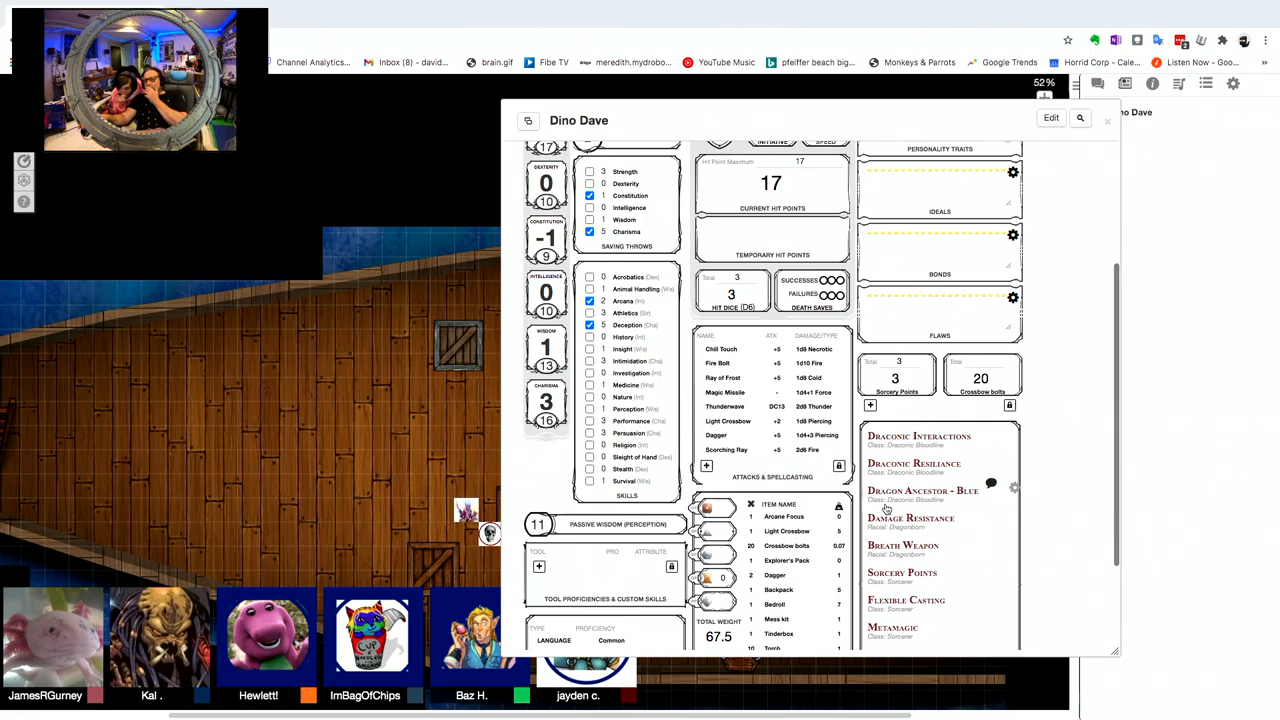 Channel Analytics...
Inbox (8) - david...
brain.gif
Fibe TV
meredith.mydrobo...
YouTube Music
pfeiffer beach big...
Monkeys & Parrots
Google Trends
Horrid Corp - Cale...
Listen Now - Goo...
52%
Dino Dave
Edit
no Dave
17
DEXTERITY
0
10
CONSTITUTION
-1
9
INTELLIGENCE
0
10
WISDOM
1
13
CHARISMA
3
16
3 Strength
0 Dexterity
1 Constitution
0 Intelligence
1 Wisdom
5 Charisma
SAVING THROWS
0 Acrobatics (Dex)
1 Animal Handling (Wis)
2 Arcana (Int)
3 Athletics (Str)
5 Deception (Cha)
0 History (Int)
1 Insight (Wis)
3 Intimidation (Cha)
0 Investigation (Int)
1 Medicine (Wis)
0 Nature (Int)
1 Perception (Wis)
3 Performance (Cha)
3 Persuasion (Cha)
0 Religion (Int)
0 Sleight of Hand (Dex)
0 Stealth (Dex)
1 Survival (Wis)
SKILLS
11 PASSIVE WISDOM (PERCEPTION)
TOOL PRO ATTRIBUTE
TOOL PROFICIENCIES & CUSTOM SKILLS
TYPE PROFICIENCY
LANGUAGE Common
INITIATIVE
SPEED
Hit Point Maximum 17
17
CURRENT HIT POINTS
TEMPORARY HIT POINTS
Total 3
3
HIT DICE (D6)
SUCCESSES
FAILURES
DEATH SAVES
NAME ATK DAMAGE/TYPE
Chill Touch +5 1d8 Necrotic
Fire Bolt +5 1d10 Fire
Ray of Frost +5 1d8 Cold
Magic Missile - 1d4+1 Force
Thunderwave DC13 2d8 Thunder
Light Crossbow +2 1d8 Piercing
Dagger +5 1d4+3 Piercing
Scorching Ray +5 2d6 Fire
ATTACKS & SPELLCASTING
ITEM NAME
1 Arcane Focus 0
1 Light Crossbow 5
20 Crossbow bolts 0.07
1 Explorer's Pack 0
2 Dagger 1
1 Backpack 5
1 Bedroll 7
1 Mess kit 1
1 Tinderbox 1
10 Torch 1
0
TOTAL WEIGHT
67.5
PERSONALITY TRAITS
IDEALS
BONDS
FLAWS
Total 3
3
Sorcery Points
Total
20
Crossbow bolts
DRACONIC INTERACTIONS
Class: Draconic Bloodline
DRACONIC RESILIANCE
Class: Draconic Bloodline
DRAGON ANCESTOR - BLUE
Class: Draconic Bloodline
DAMAGE RESISTANCE
Racial: Dragonborn
BREATH WEAPON
Racial: Dragonborn
SORCERY POINTS
Class: Sorcerer
FLEXIBLE CASTING
Class: Sorcerer
METAMAGIC
Class: Sorcerer
CUP
JamesRGurney
Kal .
Hewlett!
ImBagOfChips
Baz H.
jayden c.